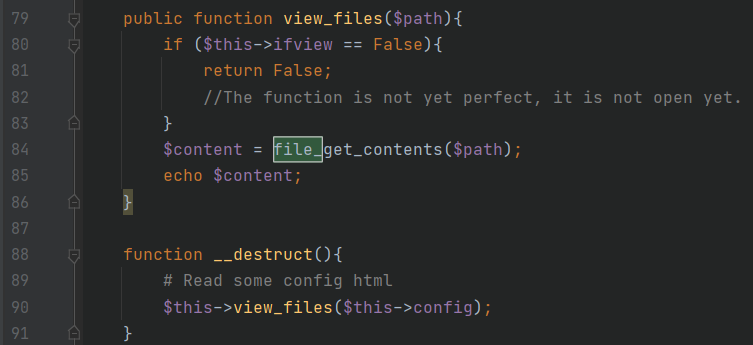 79 public function view_files($path){
80 if ($this->ifview == False){
81 return False;
82 //The function is not yet perfect, it is not open yet.
83 }
84 $content = file_get_contents($path);
85 echo $content;
86 }
87
88 function __destruct(){
89 # Read some config html
90 $this->view_files($this->config);
91 }